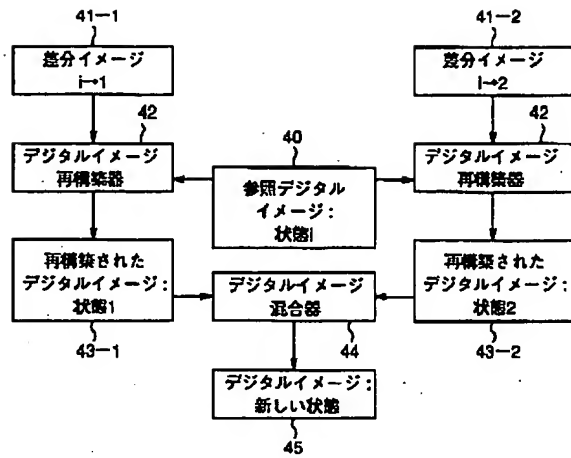 41—1
差分イメージ
i→1
41—2
差分イメージ
i→2
42
デジタルイメージ
再構築器
40
参照デジタル
イメージ：
状態i
42
デジタルイメージ
再構築器
再構築された
デジタルイメージ：
状態1
43—1
デジタルイメージ
混合器
44
再構築された
デジタルイメージ：
状態2
43—2
デジタルイメージ：
新しい状態
45